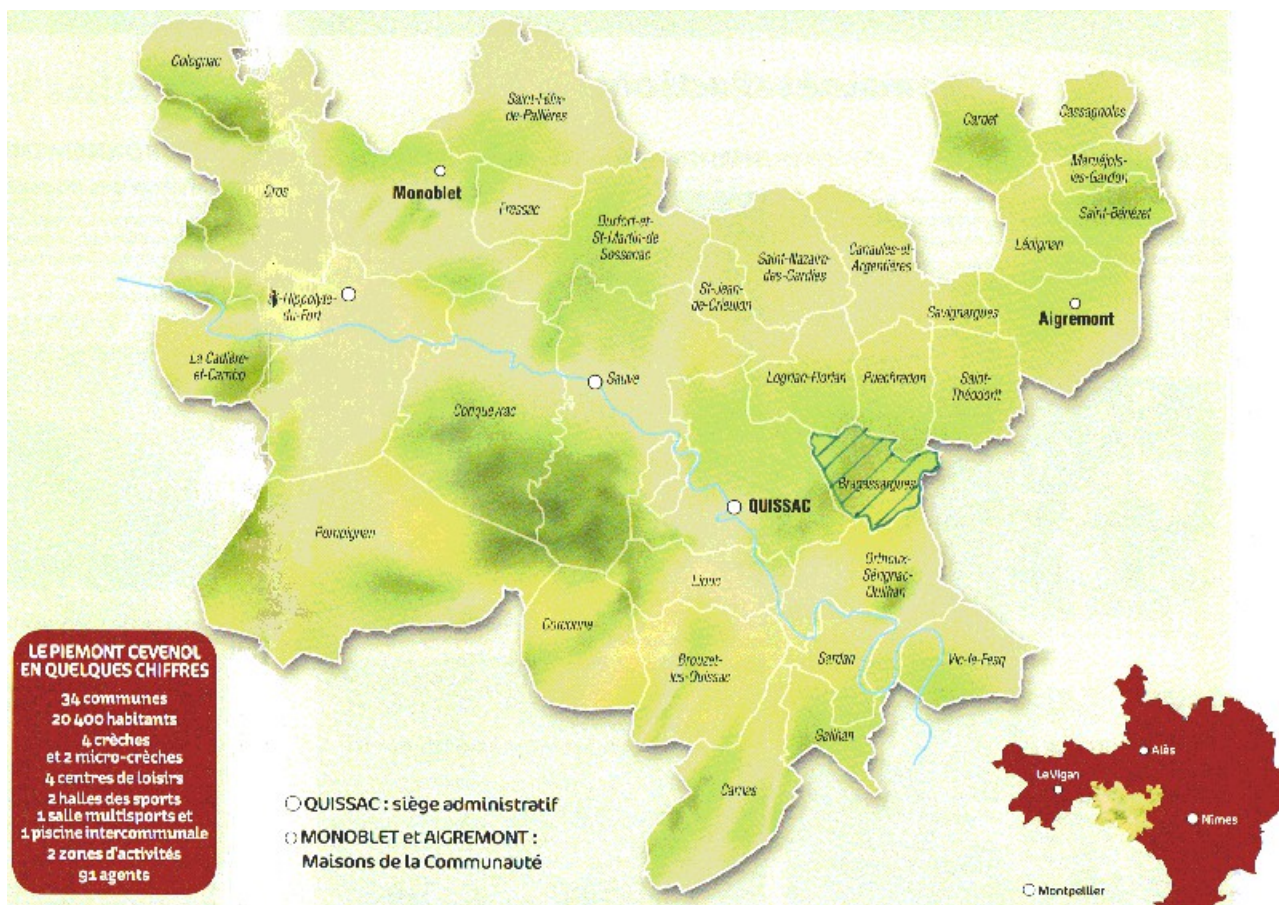 Colognac
Saint-Félix-
de-Pallières
Cardet
Cassagnoles
Maruéjols-
les-Gardon
Saint-Bénézet
Cros
Monoblet
Fressac
Durfort-et-
St-Martin-de
Sossenac
Lédignan
Canaules-et-
Argentières
Saint-Nazaire-
des-Gardies
St-Jean-
de-Crieulon
St-Hippolyte-
du-Fort
Savignargues
Aigremont
La Cadière-
et-Cambo
Sauve
Logrian-Florian
Puechredon
Saint-
Théodorit
Conqueyrac
Bragassargues
QUISSAC
Pompignan
Orthoux-
Sérignac-
Quilhan
Liouc
Corconne
Brouzet-
les-Quissac
Sardan
Vic-le-Fesq
Gailhan
Carnas
LE PIEMONT CEVENOL
EN QUELQUES CHIFFRES
34 communes
20 400 habitants
4 crèches
et 2 micro-crèches
4 centres de loisirs
2 halles des sports
1 salle multisports et
1 piscine intercommunale
2 zones d'activités
91 agents
QUISSAC : siège administratif
MONOBLET et AIGREMONT :
Maisons de la Communauté
Alès
Le Vigan
Nîmes
Montpellier